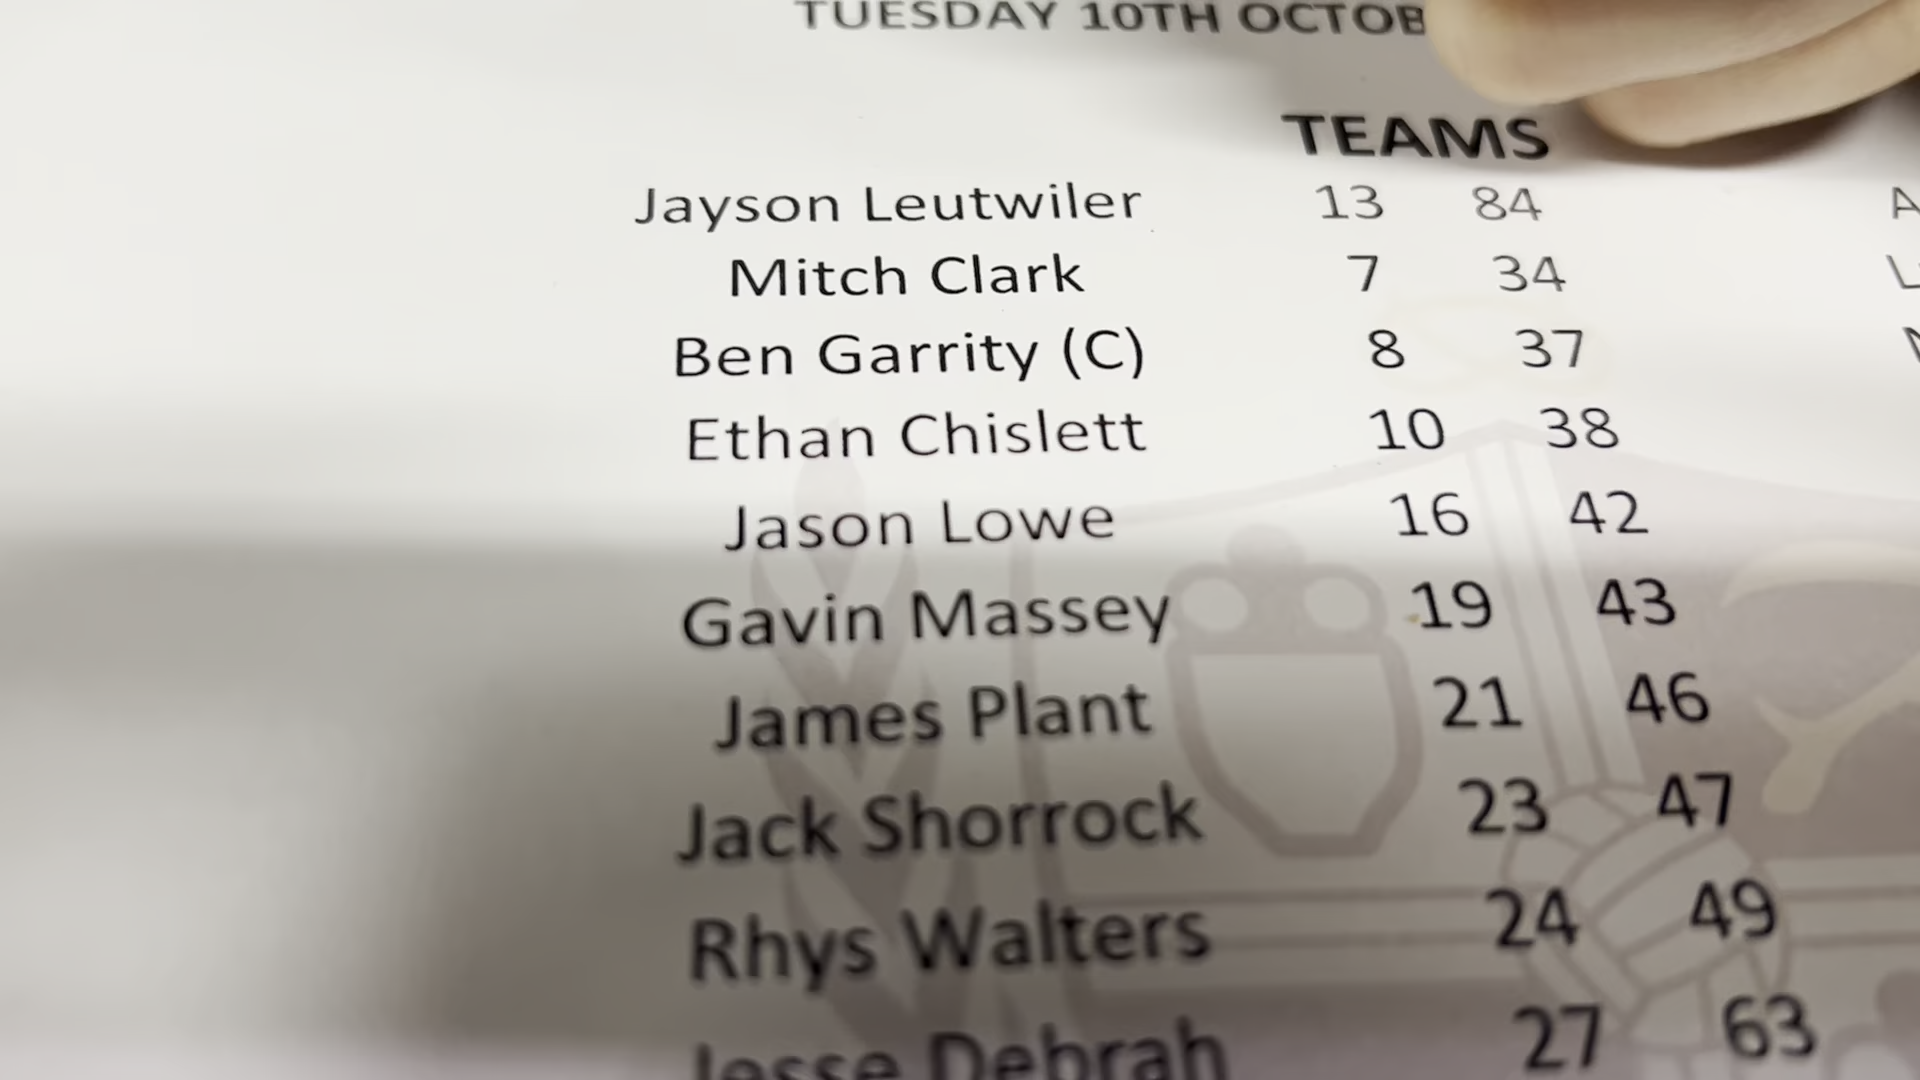 TUESDAY 10TH OCTOB
TEAMS
Jayson Leutwiler 13 84 A
Mitch Clark 7 34 L
Ben Garrity (C) 8 37
Ethan Chislett 10 38
Jason Lowe 16 42
Gavin Massey 19 43
James Plant 21 46
Jack Shorrock 23 47
Rhys Walters 24 49
Jesse Debrah 27 63